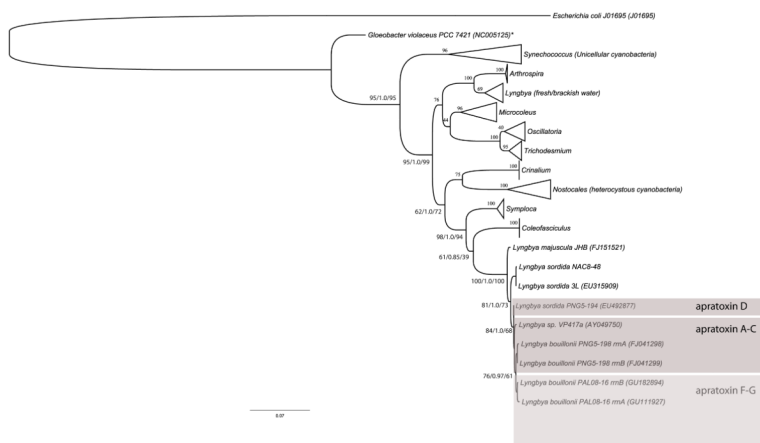 Escherichia coli J01695 (J01695)
Gloeobacter violaceus PCC 7421 (NC005125)*
96
Synechococcus (Unicellular cyanobacteria)
100
Arthrospira
100
69
Lyngbya (fresh/brackish water)
95/1.0/95
78
96
Microcoleus
44
60
Oscillatoria
100
95
Trichodesmium
95/1.0/99
100
Crinalium
75
100
Nostocales (heterocystous cyanobacteria)
100
Symploca
62/1.0/72
100
Coleofasciculus
98/1.0/94
Lyngbya majuscula JHB (FJ151521)
61/0.85/39
Lyngbya sordida NAC8-48
100/1.0/100
Lyngbya sordida 3L (EU315909)
81/1.0/73
Lyngbya sordida PNG5-194 (EU492877) apratoxin D
Lyngbya sp. VP417a (AY049750) apratoxin A-C
84/1.0/68
Lyngbya bouillonii PNG5-198 rrnA (FJ041298)
Lyngbya bouillonii PNG5-198 rrnB (FJ041299)
76/0.97/61
Lyngbya bouillonii PAL08-16 rrnB (GU182894) apratoxin F-G
Lyngbya bouillonii PAL08-16 rrnA (GU111927)
0.07